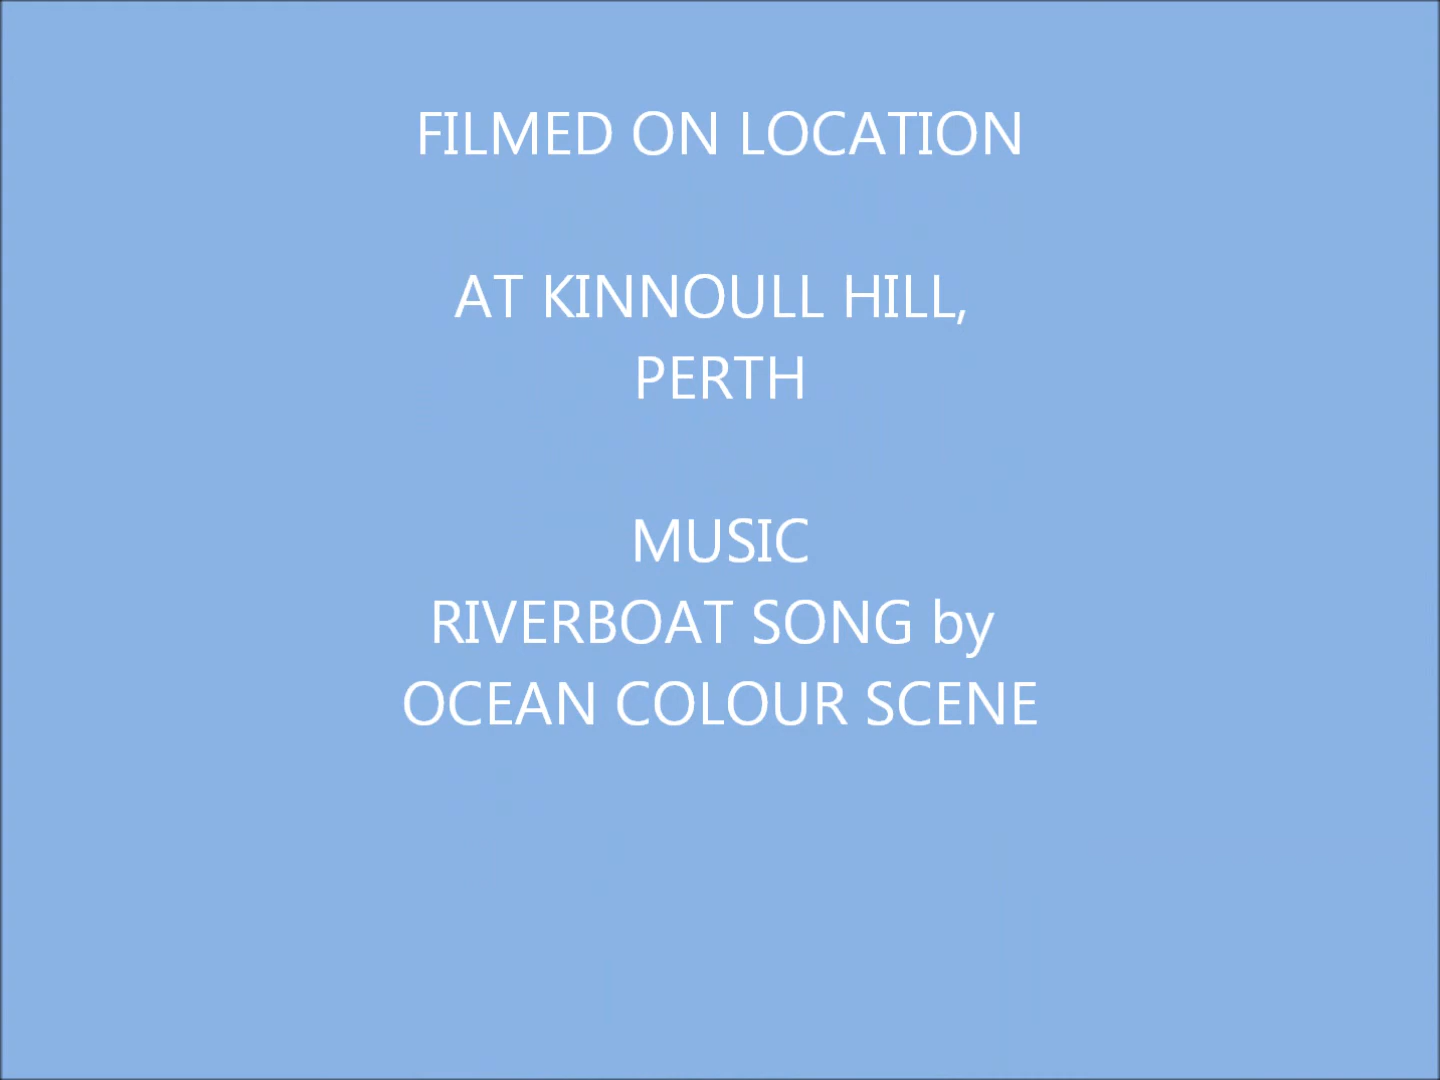 FILMED ON LOCATION
AT KINNOULL HILL,
PERTH
MUSIC
RIVERBOAT SONG by
OCEAN COLOUR SCENE